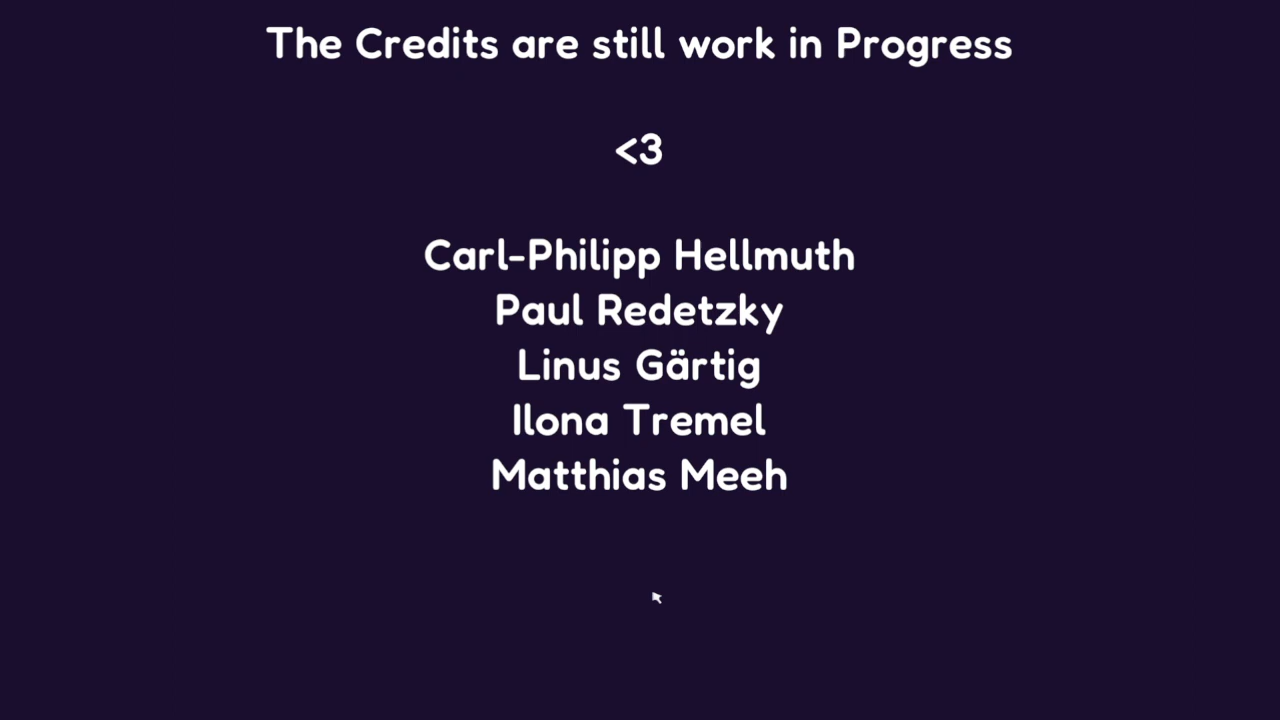 The Credits are still work in Progress
<3
Carl-Philipp Hellmuth
Paul Redetzky
Linus Gärtig
Ilona Tremel
Matthias Meeh